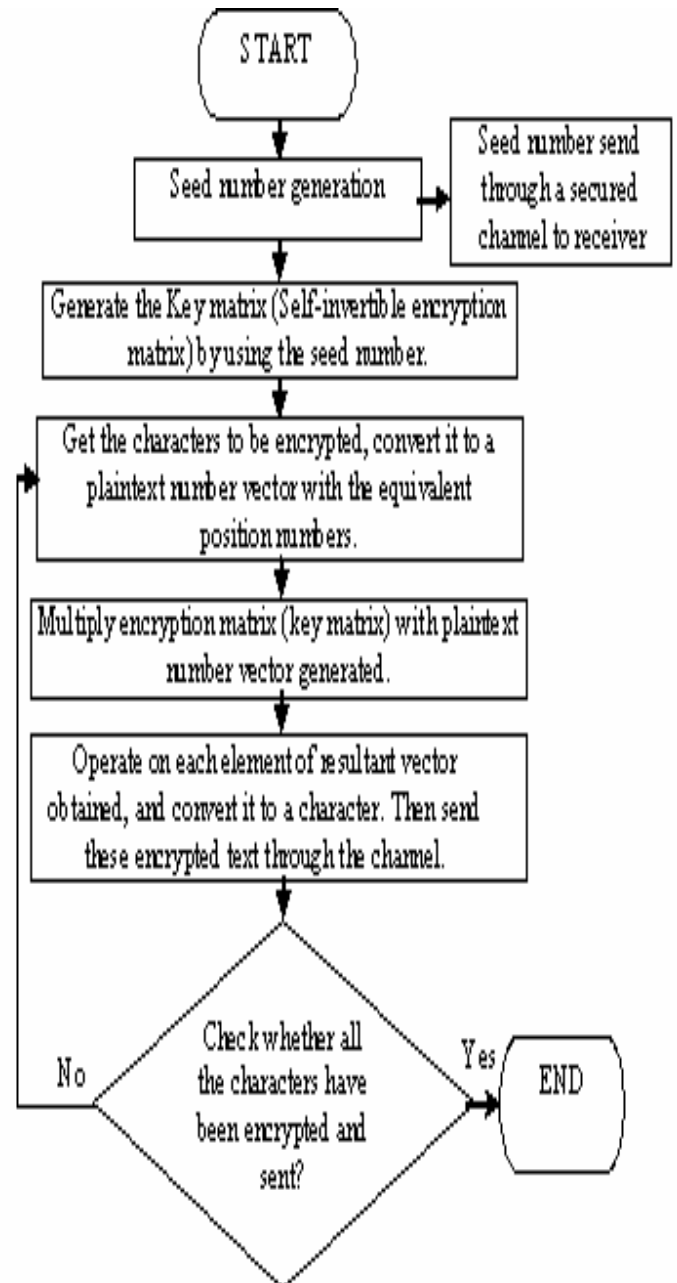 START
Seed number generation
Seed number send
through a secured
channel to receiver
Generate the Key matrix (Self-invertible encryption
matrix) by using the seed number.
Get the characters to be encrypted, convert it to a
plaintext number vector with the equivalent
position numbers.
Multiply encryption matrix (key matrix) with plaintext
number vector generated.
Operate on each element of resultant vector
obtained, and convert it to a character. Then send
these encrypted text through the channel.
Check whether all
the characters have
been encrypted and
sent?
No
Yes
END